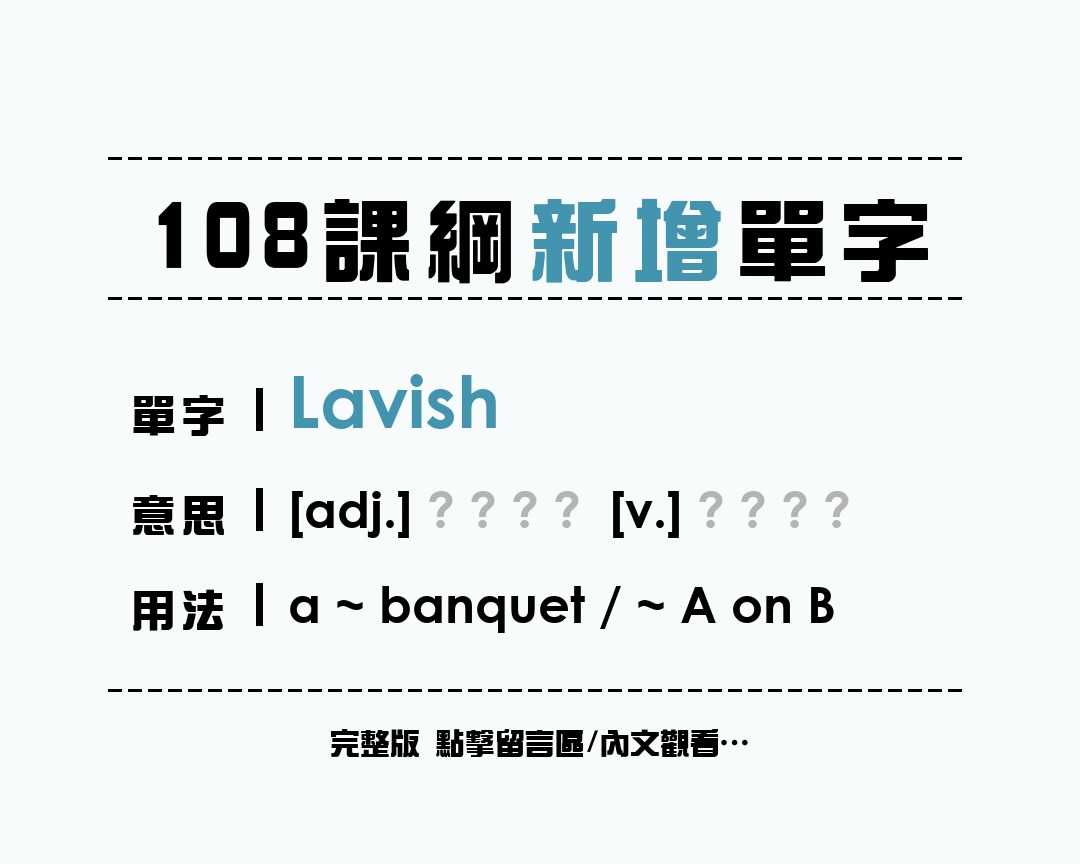 108課綱新增單字
單字 | Lavish
意思 | [adj.] ???? [v.] ????
用法 | a ~ banquet / ~ A on B
完整版 點擊留言區/內文觀看…